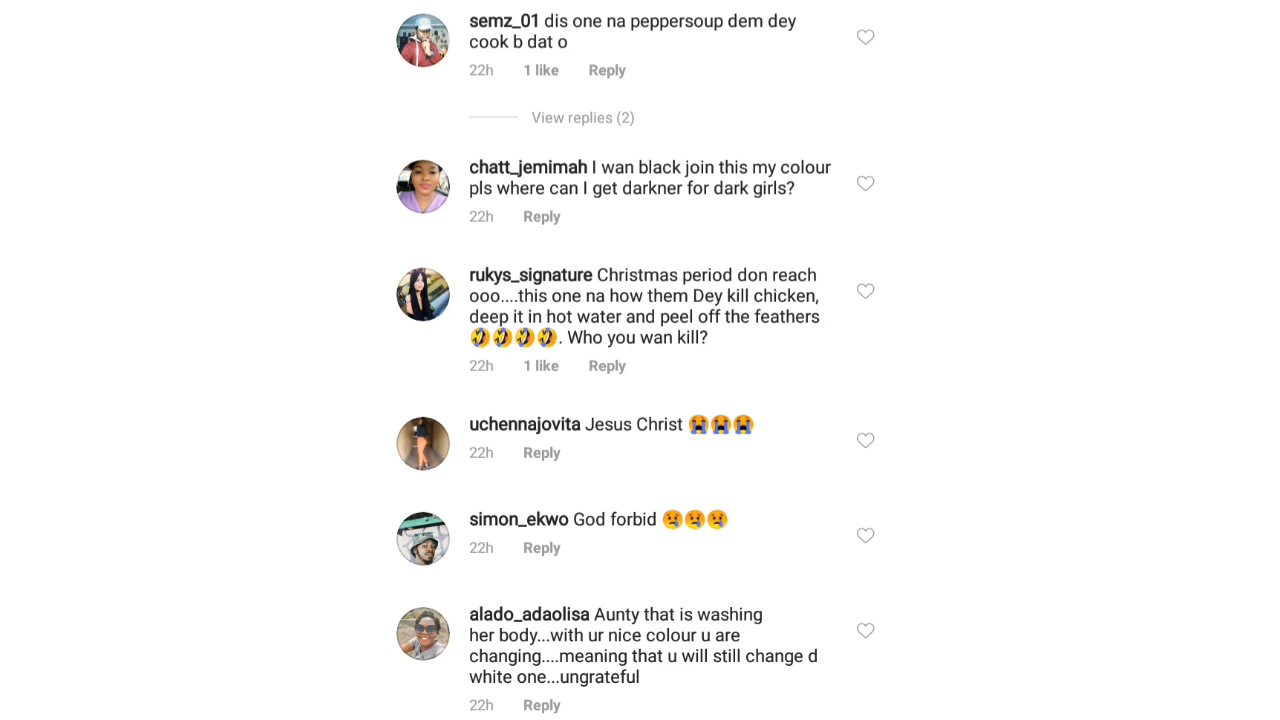 semz_01 dis one na peppersoup dem dey
cook b dat o
22h 1 like Reply
View replies (2)
chatt_jemimah I wan black join this my colour
pls where can I get darkner for dark girls?
22h Reply
rukys_signature Christmas period don reach
ooo....this one na how them Dey kill chicken,
deep it in hot water and peel off the feathers
🤣🤣🤣🤣. Who you wan kill?
22h 1 like Reply
uchennajovita Jesus Christ 😭😭😭
22h Reply
simon_ekwo God forbid 😢😢😢
22h Reply
alado_adaolisa Aunty that is washing
her body...with ur nice colour u are
changing....meaning that u will still change d
white one...ungrateful
22h Reply